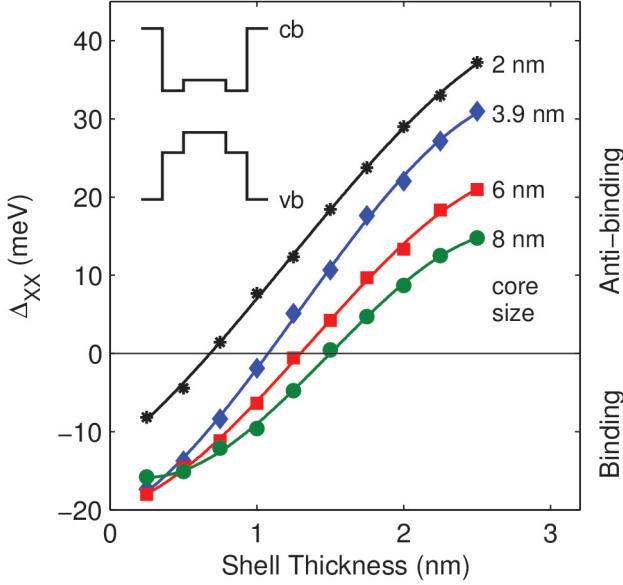 cb
vb
2 nm
3.9 nm
6 nm
8 nm
core
size
40
30
20
10
0
−10
−20
ΔXX (meV)
Anti−binding
Binding
0
1
2
3
Shell Thickness (nm)